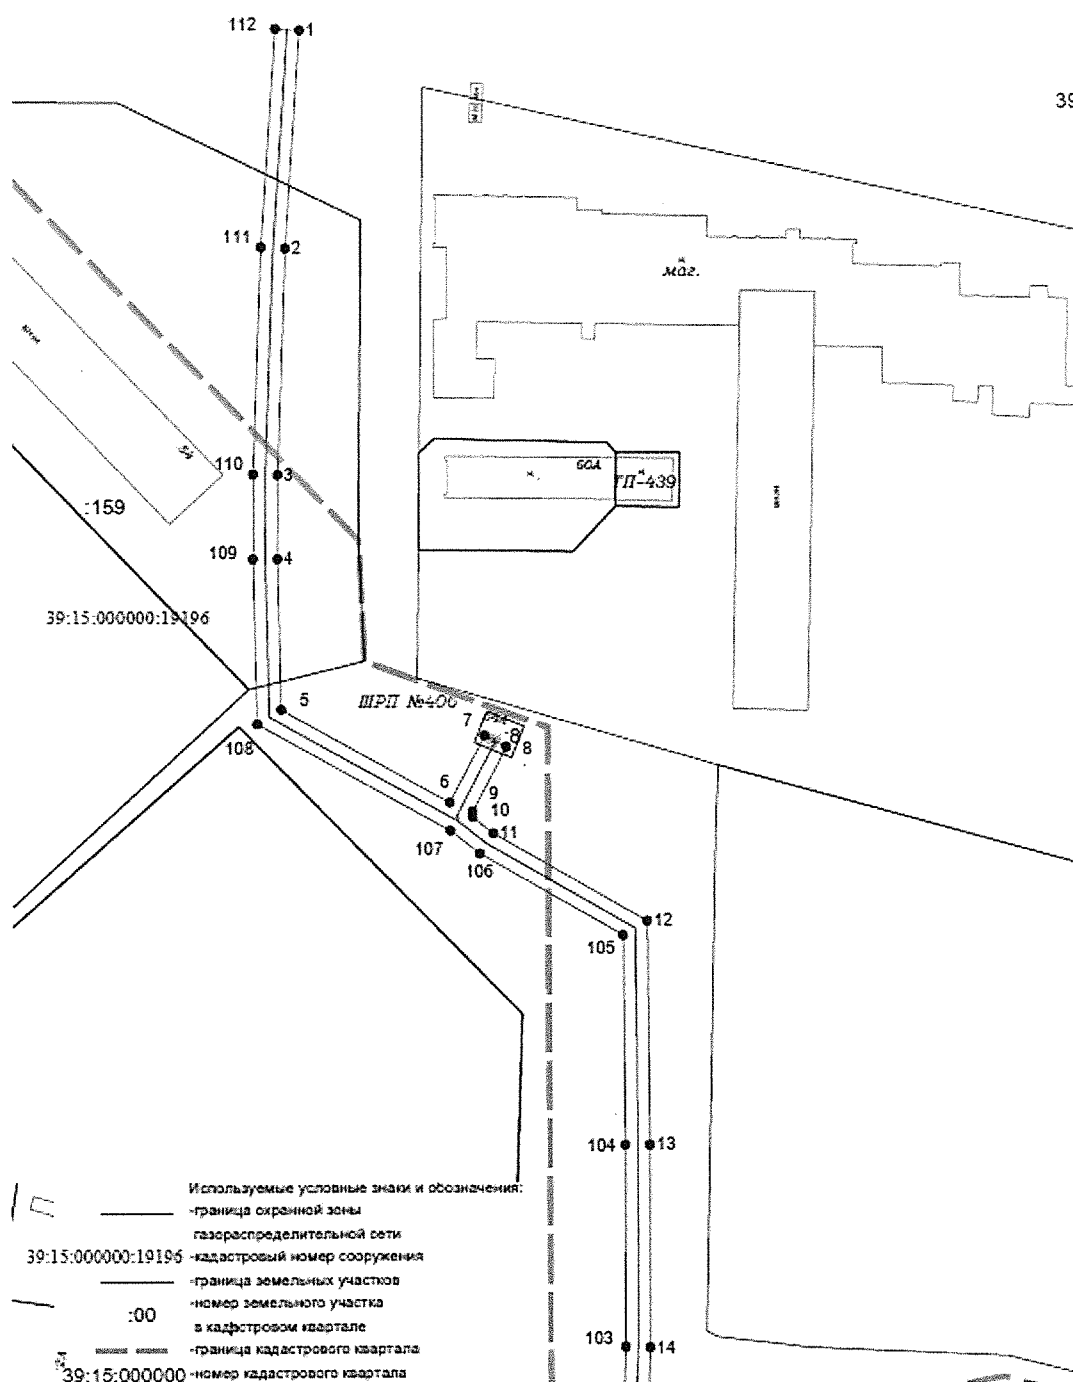 112 1
39
111 2
маг.
110 3
60А
ТП-439
5А
:159
109 4
39:15:000000:19196
5
ШРП №400
7
:8
8
108
6
9
10
11
107
106
12
105
104 13
Используемые условные знаки и обозначения:
-граница охранной зоны
газораспределительной сети
39:15:000000:19196 -кадастровый номер сооружения
-граница земельных участков
:00 -номер земельного участка
в кадастровом квартале
-граница кадастрового квартала
103 14
39:15:000000 -номер кадастрового квартала